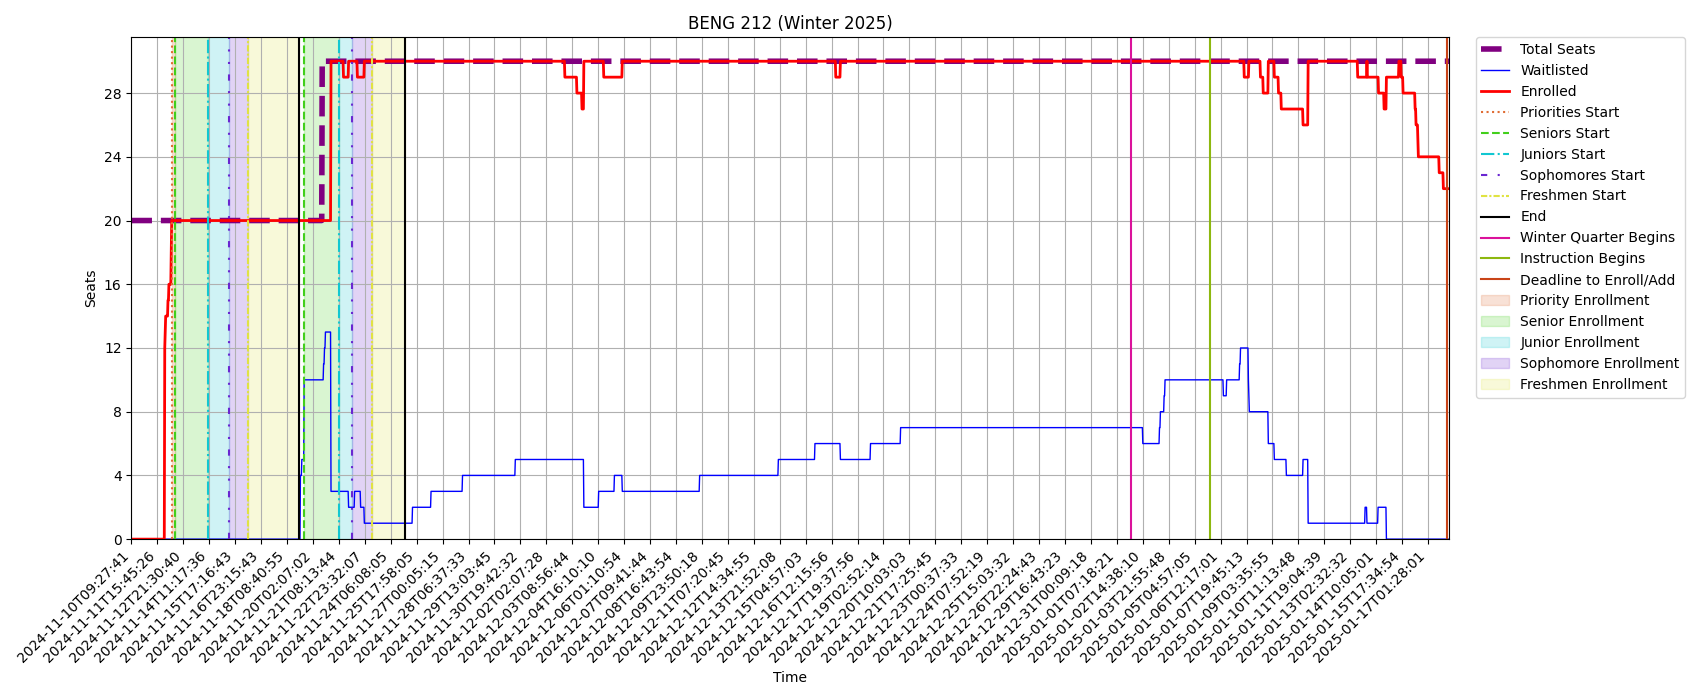 BENG 212 (Winter 2025)
Seats
28
24
20
16
12
8
4
0
2024-11-10T09:27:41
2024-11-11T15:45:26
2024-11-12T21:30:40
2024-11-14T11:17:36
2024-11-15T17:16:43
2024-11-16T23:15:43
2024-11-18T08:40:55
2024-11-20T02:07:02
2024-11-21T08:13:44
2024-11-22T23:32:07
2024-11-24T06:08:05
2024-11-25T17:58:05
2024-11-27T00:05:15
2024-11-28T06:37:33
2024-11-29T13:03:45
2024-11-30T19:42:32
2024-12-02T02:07:28
2024-12-03T08:56:44
2024-12-04T16:10:10
2024-12-06T01:10:54
2024-12-07T09:41:44
2024-12-08T16:43:54
2024-12-09T23:50:18
2024-12-11T07:20:45
2024-12-12T14:34:55
2024-12-13T21:52:08
2024-12-15T04:57:03
2024-12-16T12:15:56
2024-12-17T19:37:56
2024-12-19T02:52:14
2024-12-20T10:03:03
2024-12-21T17:25:45
2024-12-23T00:37:33
2024-12-24T07:52:19
2024-12-25T15:03:32
2024-12-26T22:24:43
2024-12-29T16:43:23
2024-12-31T00:09:18
2025-01-01T07:18:21
2025-01-02T14:38:10
2025-01-03T21:55:48
2025-01-05T04:57:05
2025-01-06T12:17:01
2025-01-07T19:45:13
2025-01-09T03:35:55
2025-01-10T11:13:48
2025-01-11T19:04:39
2025-01-13T02:32:32
2025-01-14T10:05:01
2025-01-15T17:34:54
2025-01-17T01:28:01
Time
Total Seats
Waitlisted
Enrolled
Priorities Start
Seniors Start
Juniors Start
Sophomores Start
Freshmen Start
End
Winter Quarter Begins
Instruction Begins
Deadline to Enroll/Add
Priority Enrollment
Senior Enrollment
Junior Enrollment
Sophomore Enrollment
Freshmen Enrollment